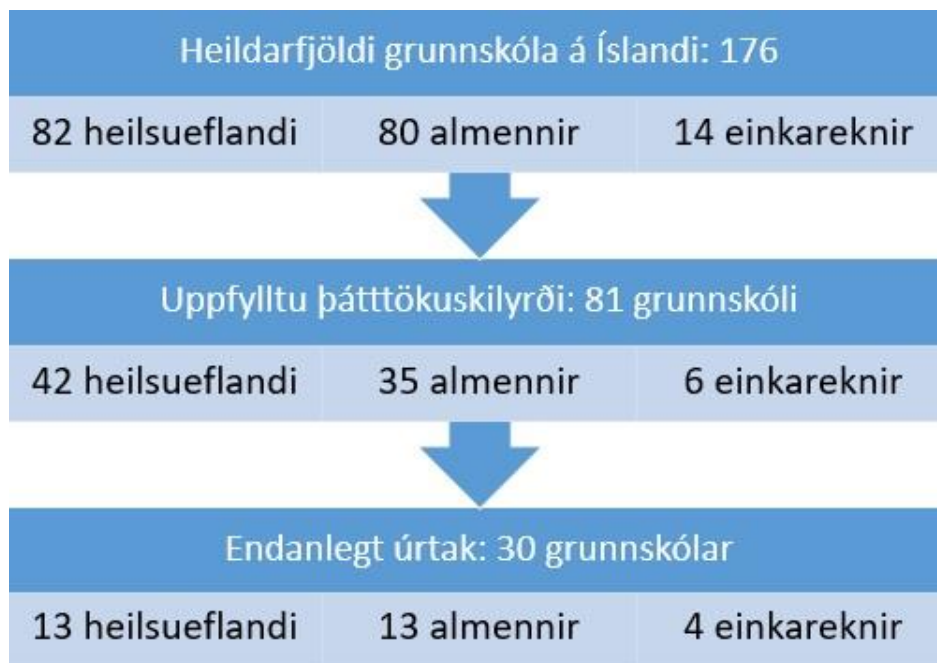 Heildarfjöldi grunnskóla á Íslandi: 176
82 heilsueflandi 80 almennir 14 einkareknir
Uppfylltu þátttökuskilyrði: 81 grunnskóli
42 heilsueflandi 35 almennir 6 einkareknir
Endanlegt úrtak: 30 grunnskólar
13 heilsueflandi 13 almennir 4 einkareknir